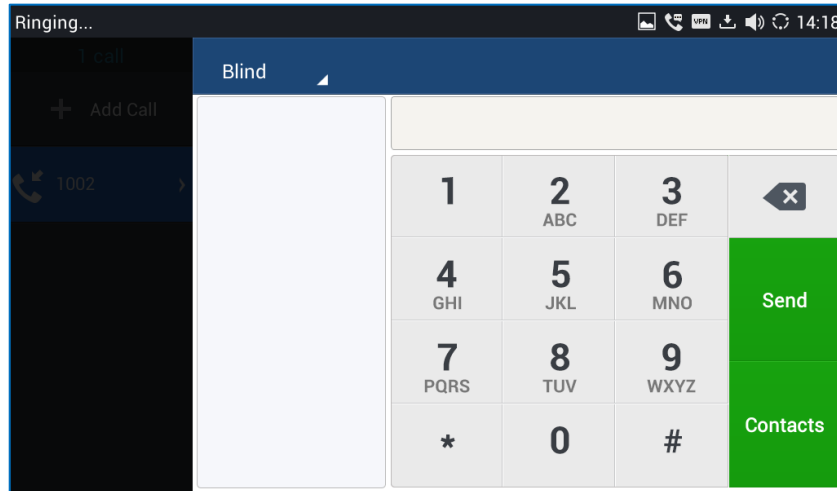 Ringing... VPN 14:18
1 call
Add Call
1002
Blind
1 2 3
ABC DEF
4 5 6
GHI JKL MNO
Send
7 8 9
PQRS TUV WXYZ
* 0 #
Contacts